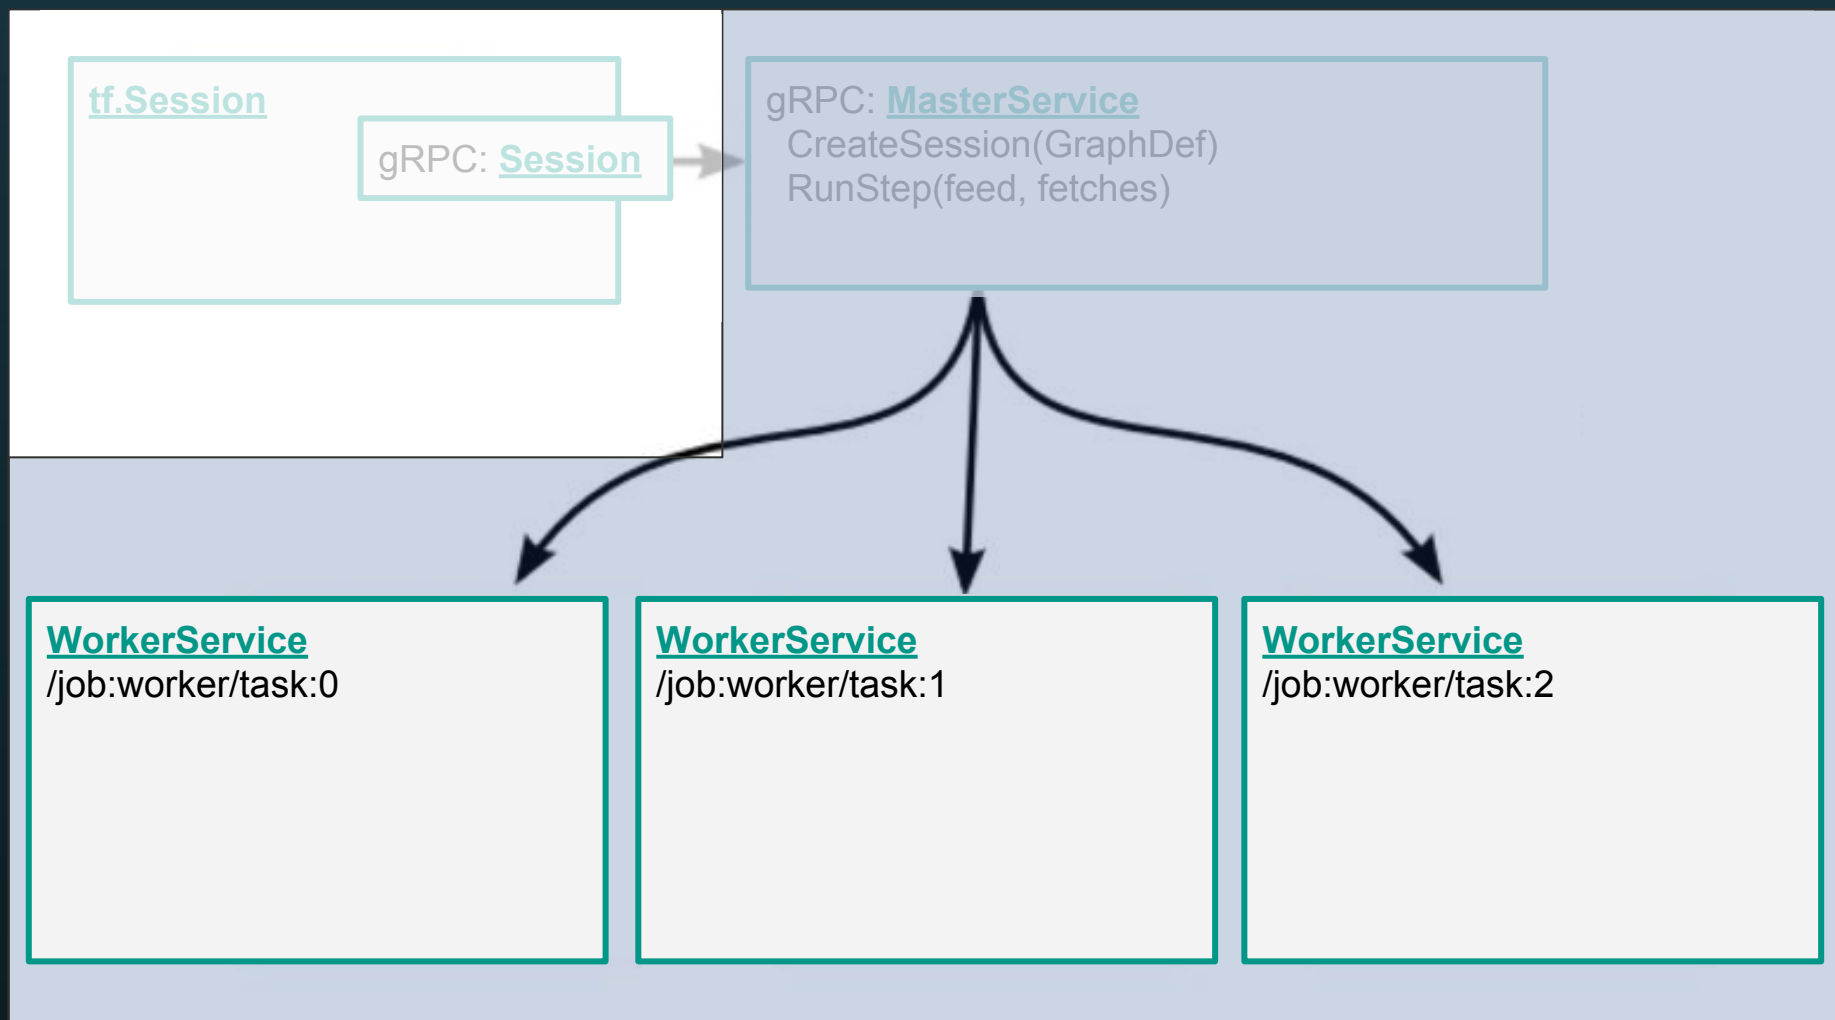 tf.Session
gRPC: Session
gRPC: MasterService
CreateSession(GraphDef)
RunStep(feed, fetches)
WorkerService
/job:worker/task:0
WorkerService
/job:worker/task:1
WorkerService
/job:worker/task:2